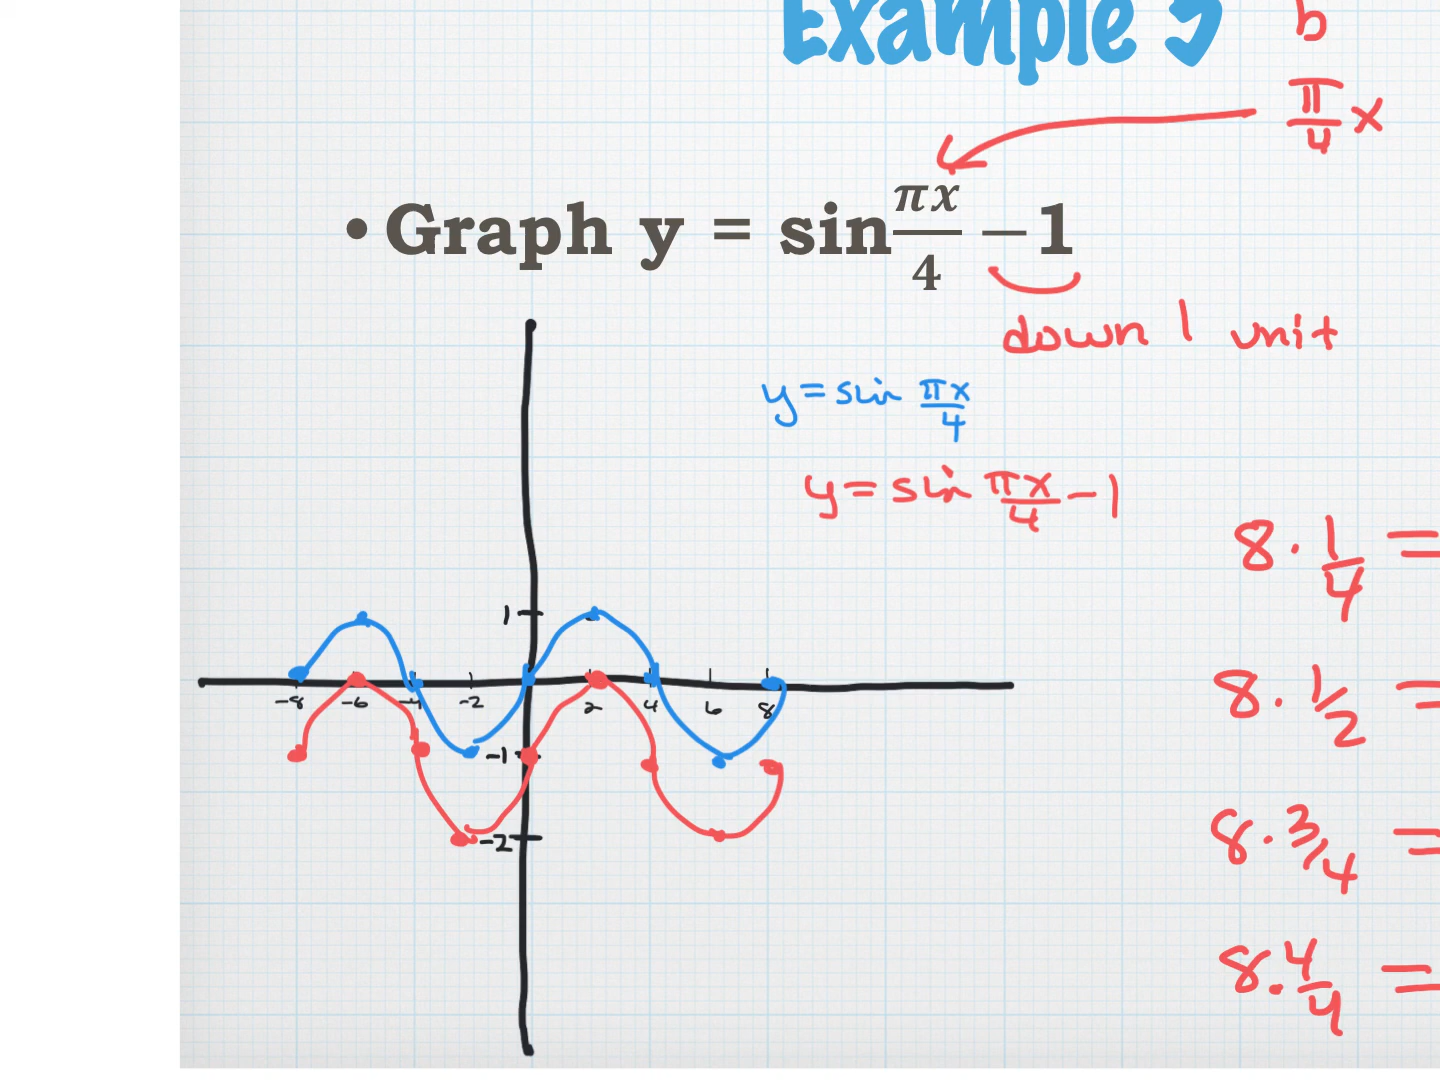 Example 5
b
π/4 x
• Graph y = sin πx/4 − 1
down 1 unit
y = sin πx/4
y = sin πx/4 - 1
8 · 1/4 =
8 · 1/2 =
8 · 3/4 =
8 · 4/4 =
1
-8 -6 -4 -2 2 4 6 8
-1
-2